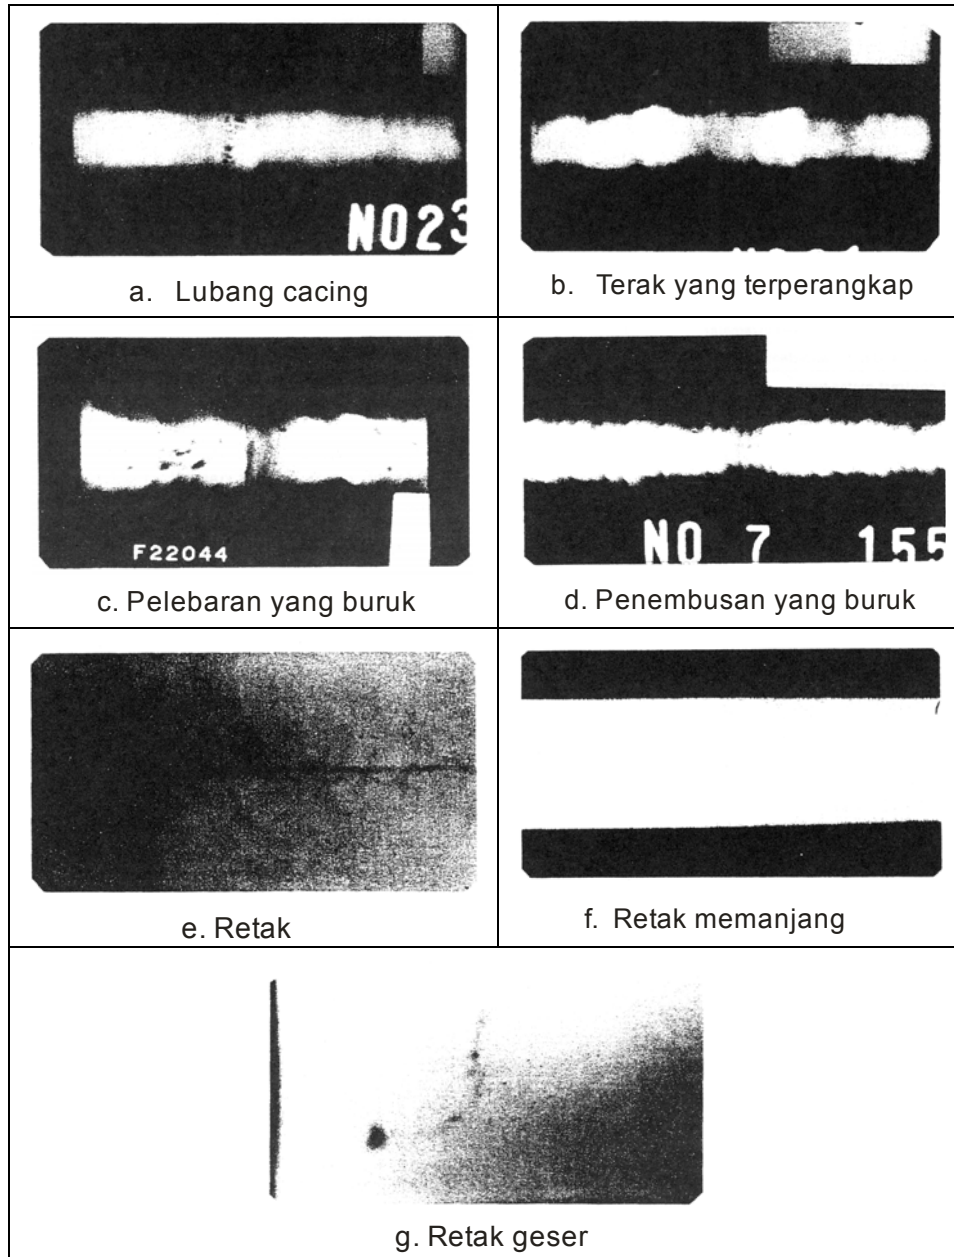 NO23
a. Lubang cacing
b. Terak yang terperangkap
F22044
c. Pelebaran yang buruk
NO 7 155
d. Penembusan yang buruk
e. Retak
f. Retak memanjang
g. Retak geser